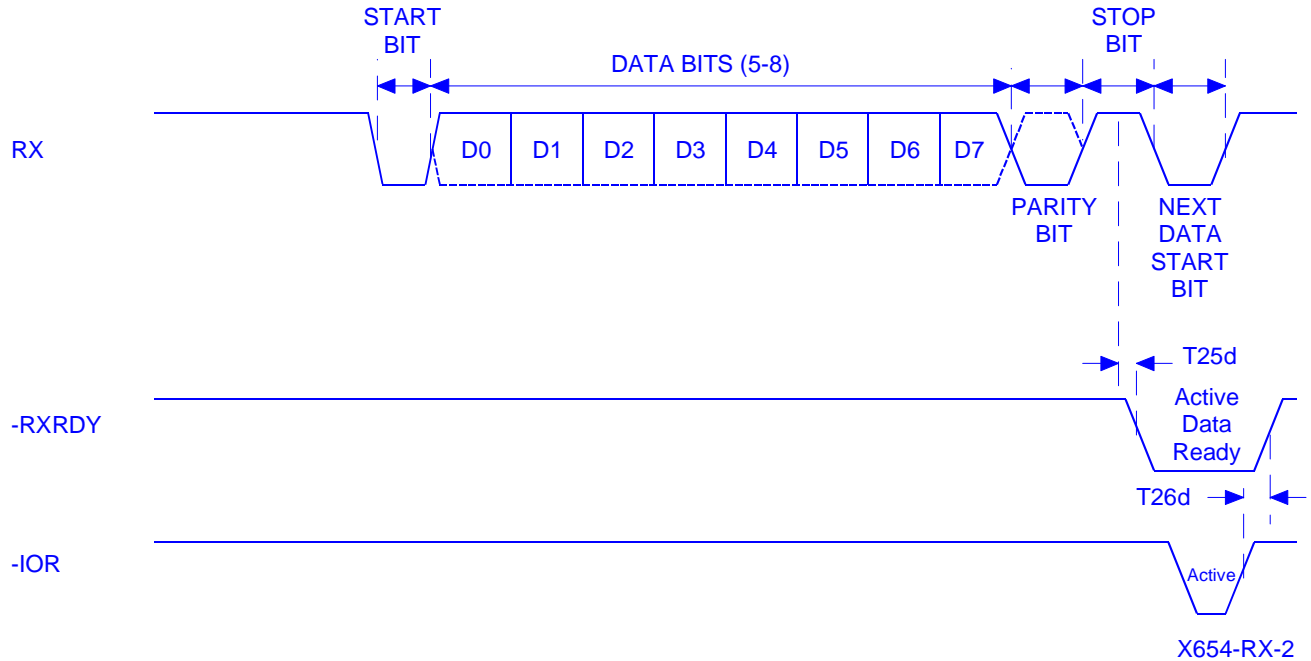 START
BIT
DATA BITS (5-8)
STOP
BIT
RX
D0 D1 D2 D3 D4 D5 D6 D7
PARITY
BIT
NEXT
DATA
START
BIT
T25d
-RXRDY
Active
Data
Ready
T26d
-IOR
Active
X654-RX-2